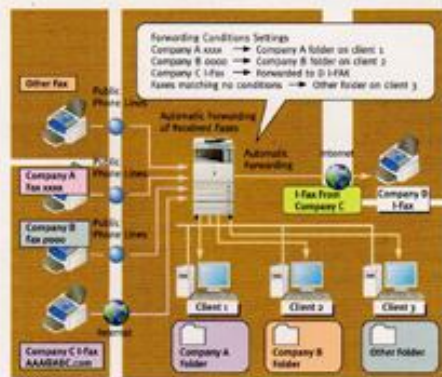 Forwarding Conditions Settings
Company A xxxx → Company A folder on client 1
Company B oooo → Company B folder on client 2
Company C I-Fax → Forwarded to D I-FAX
Faxes matching no conditions → Other folder on client 3
Other Fax
Public
Phone Lines
Automatic Forwarding
of Received Faxes
Automatic
Forwarding
Internet
Company A
Fax xxxx
Public
Phone Lines
I-Fax From
Company C
Company D
I-Fax
Company B
Fax oooo
Public
Phone Lines
Client 1
Client 2
Client 3
Internet
Company C I-Fax
AAA@ABC.com
Company A
Folder
Company B
Folder
Other Folder